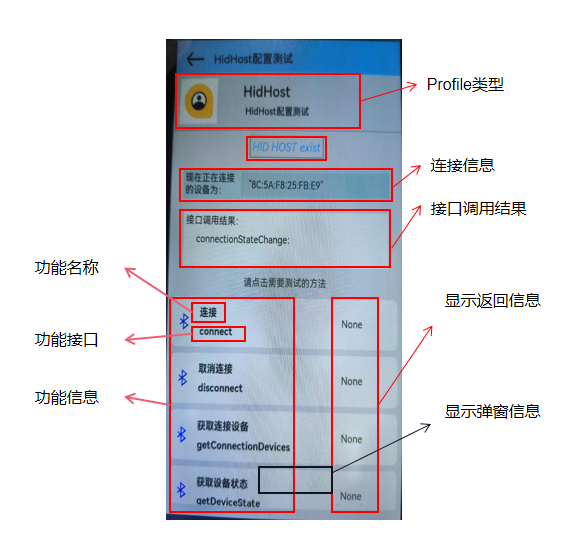 HidHost配置测试
HidHost
HidHost配置测试
Profile类型
HID HOST exist
连接信息
现在正在连接
的设备为:
"8C:5A:F8:25:FB:E9"
接口调用结果
接口调用结果:
connectionStateChange:
功能名称
请点击需要测试的方法
显示返回信息
连接
connect
None
功能接口
取消连接
disconnect
None
功能信息
显示弹窗信息
获取连接设备
getConnectionDevices
None
获取设备状态
getDeviceState
None